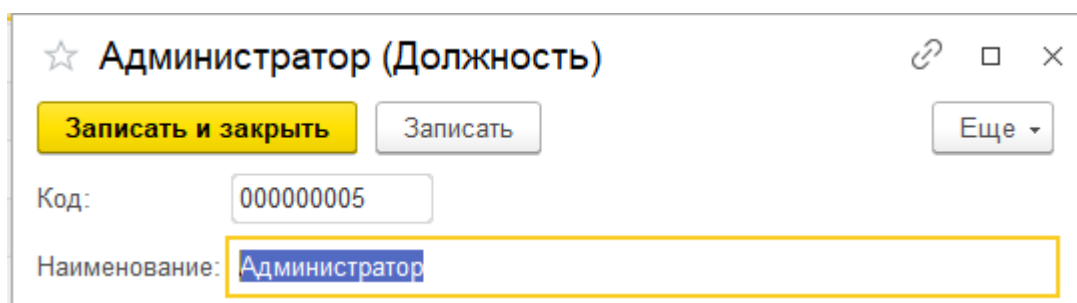 Администратор (Должность)
Записать и закрыть Записать Еще
Код: 000000005
Наименование: Администратор